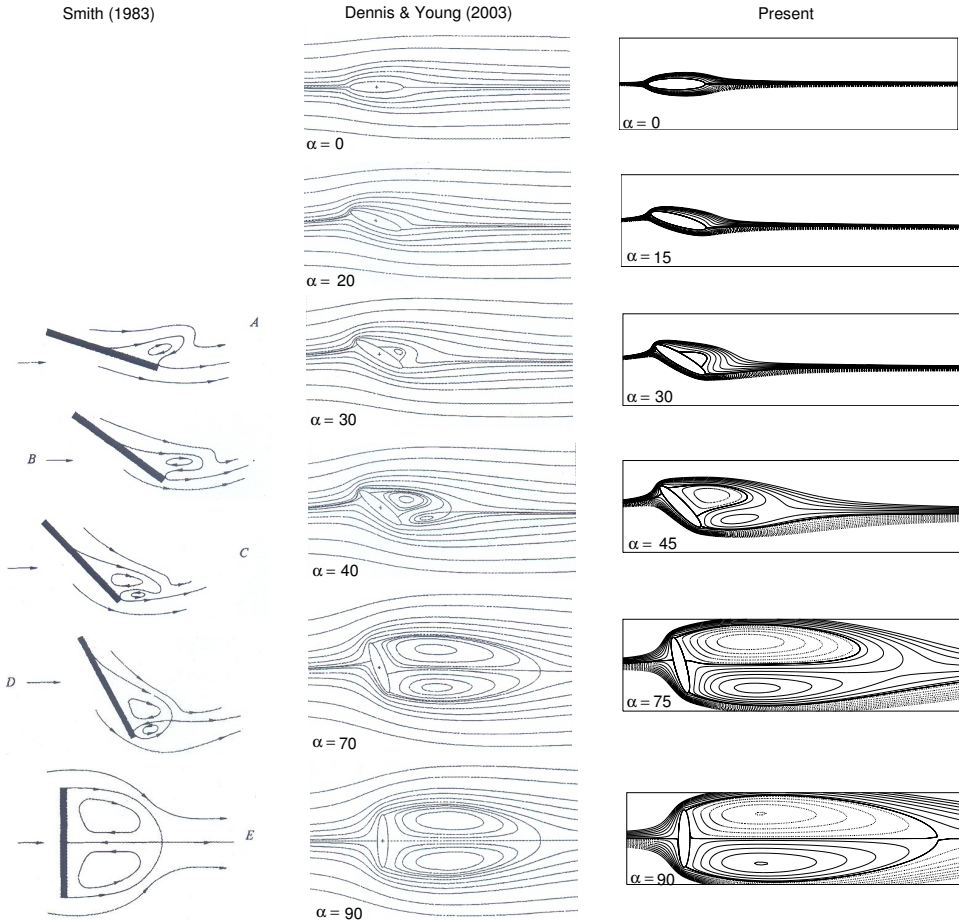 Smith (1983)
Dennis & Young (2003)
Present
α = 0
α = 0
α = 20
α = 15
A
α = 30
α = 30
B
α = 40
α = 45
C
D
α = 70
α = 75
E
α = 90
α = 90